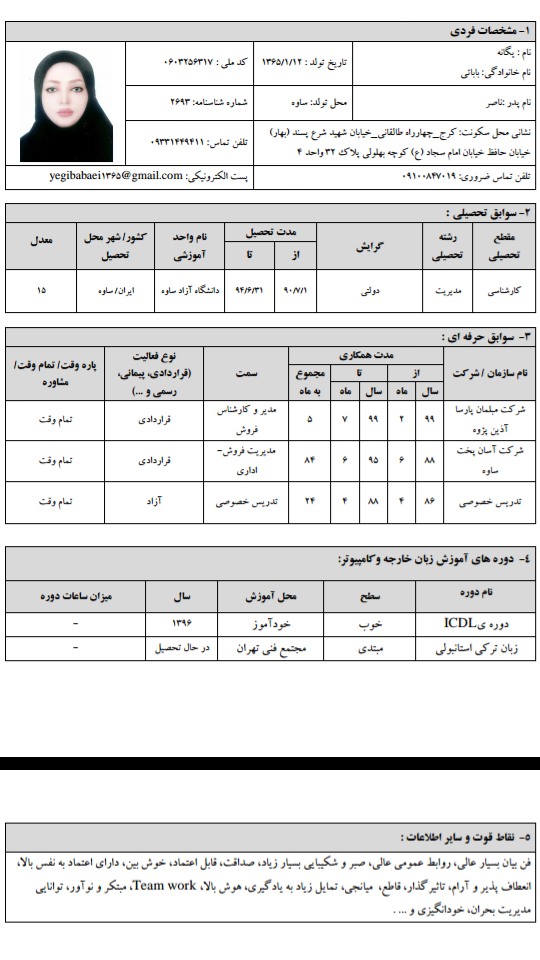 ۱- مشخصات فردی
نام : یگانه
نام خانوادگی: بابائی
تاریخ تولد : ۱۳۶۵/۱/۱۲
کد ملی : ۰۶۰۳۲۵۶۳۱۷
نام پدر :ناصر
محل تولد: ساوه
شماره شناسنامه: ۲۶۹۳
نشانی محل سکونت: کرج_چهارراه طالقانی_خیابان شهید شرع پسند (بهار)
خیابان حافظ خیابان امام سجاد (ع) کوچه بهلولی پلاک ۳۲ واحد ۴
تلفن تماس: ۰۹۳۳۱۴۴۹۴۱۱
تلفن تماس ضروری: ۰۹۱۰۰۸۴۷۰۱۹
پست الکترونیکی: yegibabaei۱۳۶۵@gmail.com
۲- سوابق تحصیلی :
مقطع تحصیلی
رشته تحصیلی
گرایش
مدت تحصیل
از
تا
نام واحد آموزشی
کشور/ شهر محل تحصیل
معدل
کارشناسی
مدیریت
دولتی
۹۰/۷/۱
۹۴/۶/۳۱
دانشگاه آزاد ساوه
ایران/ ساوه
۱۵
۳- سوابق حرفه ای :
نام سازمان / شرکت
مدت همکاری
از
تا
مجموع به ماه
سال
ماه
سال
ماه
سمت
نوع فعالیت
(قراردادی، پیمانی،
رسمی و ...)
پاره وقت/ تمام وقت/
مشاوره
شرکت مبلمان پارسا
آذین پژوه
۹۹
۲
۹۹
۷
۵
مدیر و کارشناس
فروش
قراردادی
تمام وقت
شرکت آسان پخت
ساوه
۸۸
۶
۹۵
۶
۸۴
مدیریت فروش-
اداری
قراردادی
تمام وقت
تدریس خصوصی
۸۶
۴
۸۸
۴
۲۴
تدریس خصوصی
آزاد
تمام وقت
۴- دوره های آموزش زبان خارجه وکامپیوتر:
نام دوره
سطح
محل آموزش
سال
میزان ساعات دوره
دوره یICDL
خوب
خودآموز
۱۳۹۶
-
زبان ترکی استانبولی
مبتدی
مجتمع فنی تهران
در حال تحصیل
-
۵- نقاط قوت و سایر اطلاعات :
فن بیان بسیار عالی، روابط عمومی عالی، صبر و شکیبایی بسیار زیاد، صداقت، قابل اعتماد، خوش بین، دارای اعتماد به نفس بالا،
انعطاف پذیر و آرام، تاثیر گذار، قاطع، میانجی، تمایل زیاد به یادگیری، هوش بالا، Team work، مبتکر و نوآور، توانایی
مدیریت بحران، خودانگیزی و ... .